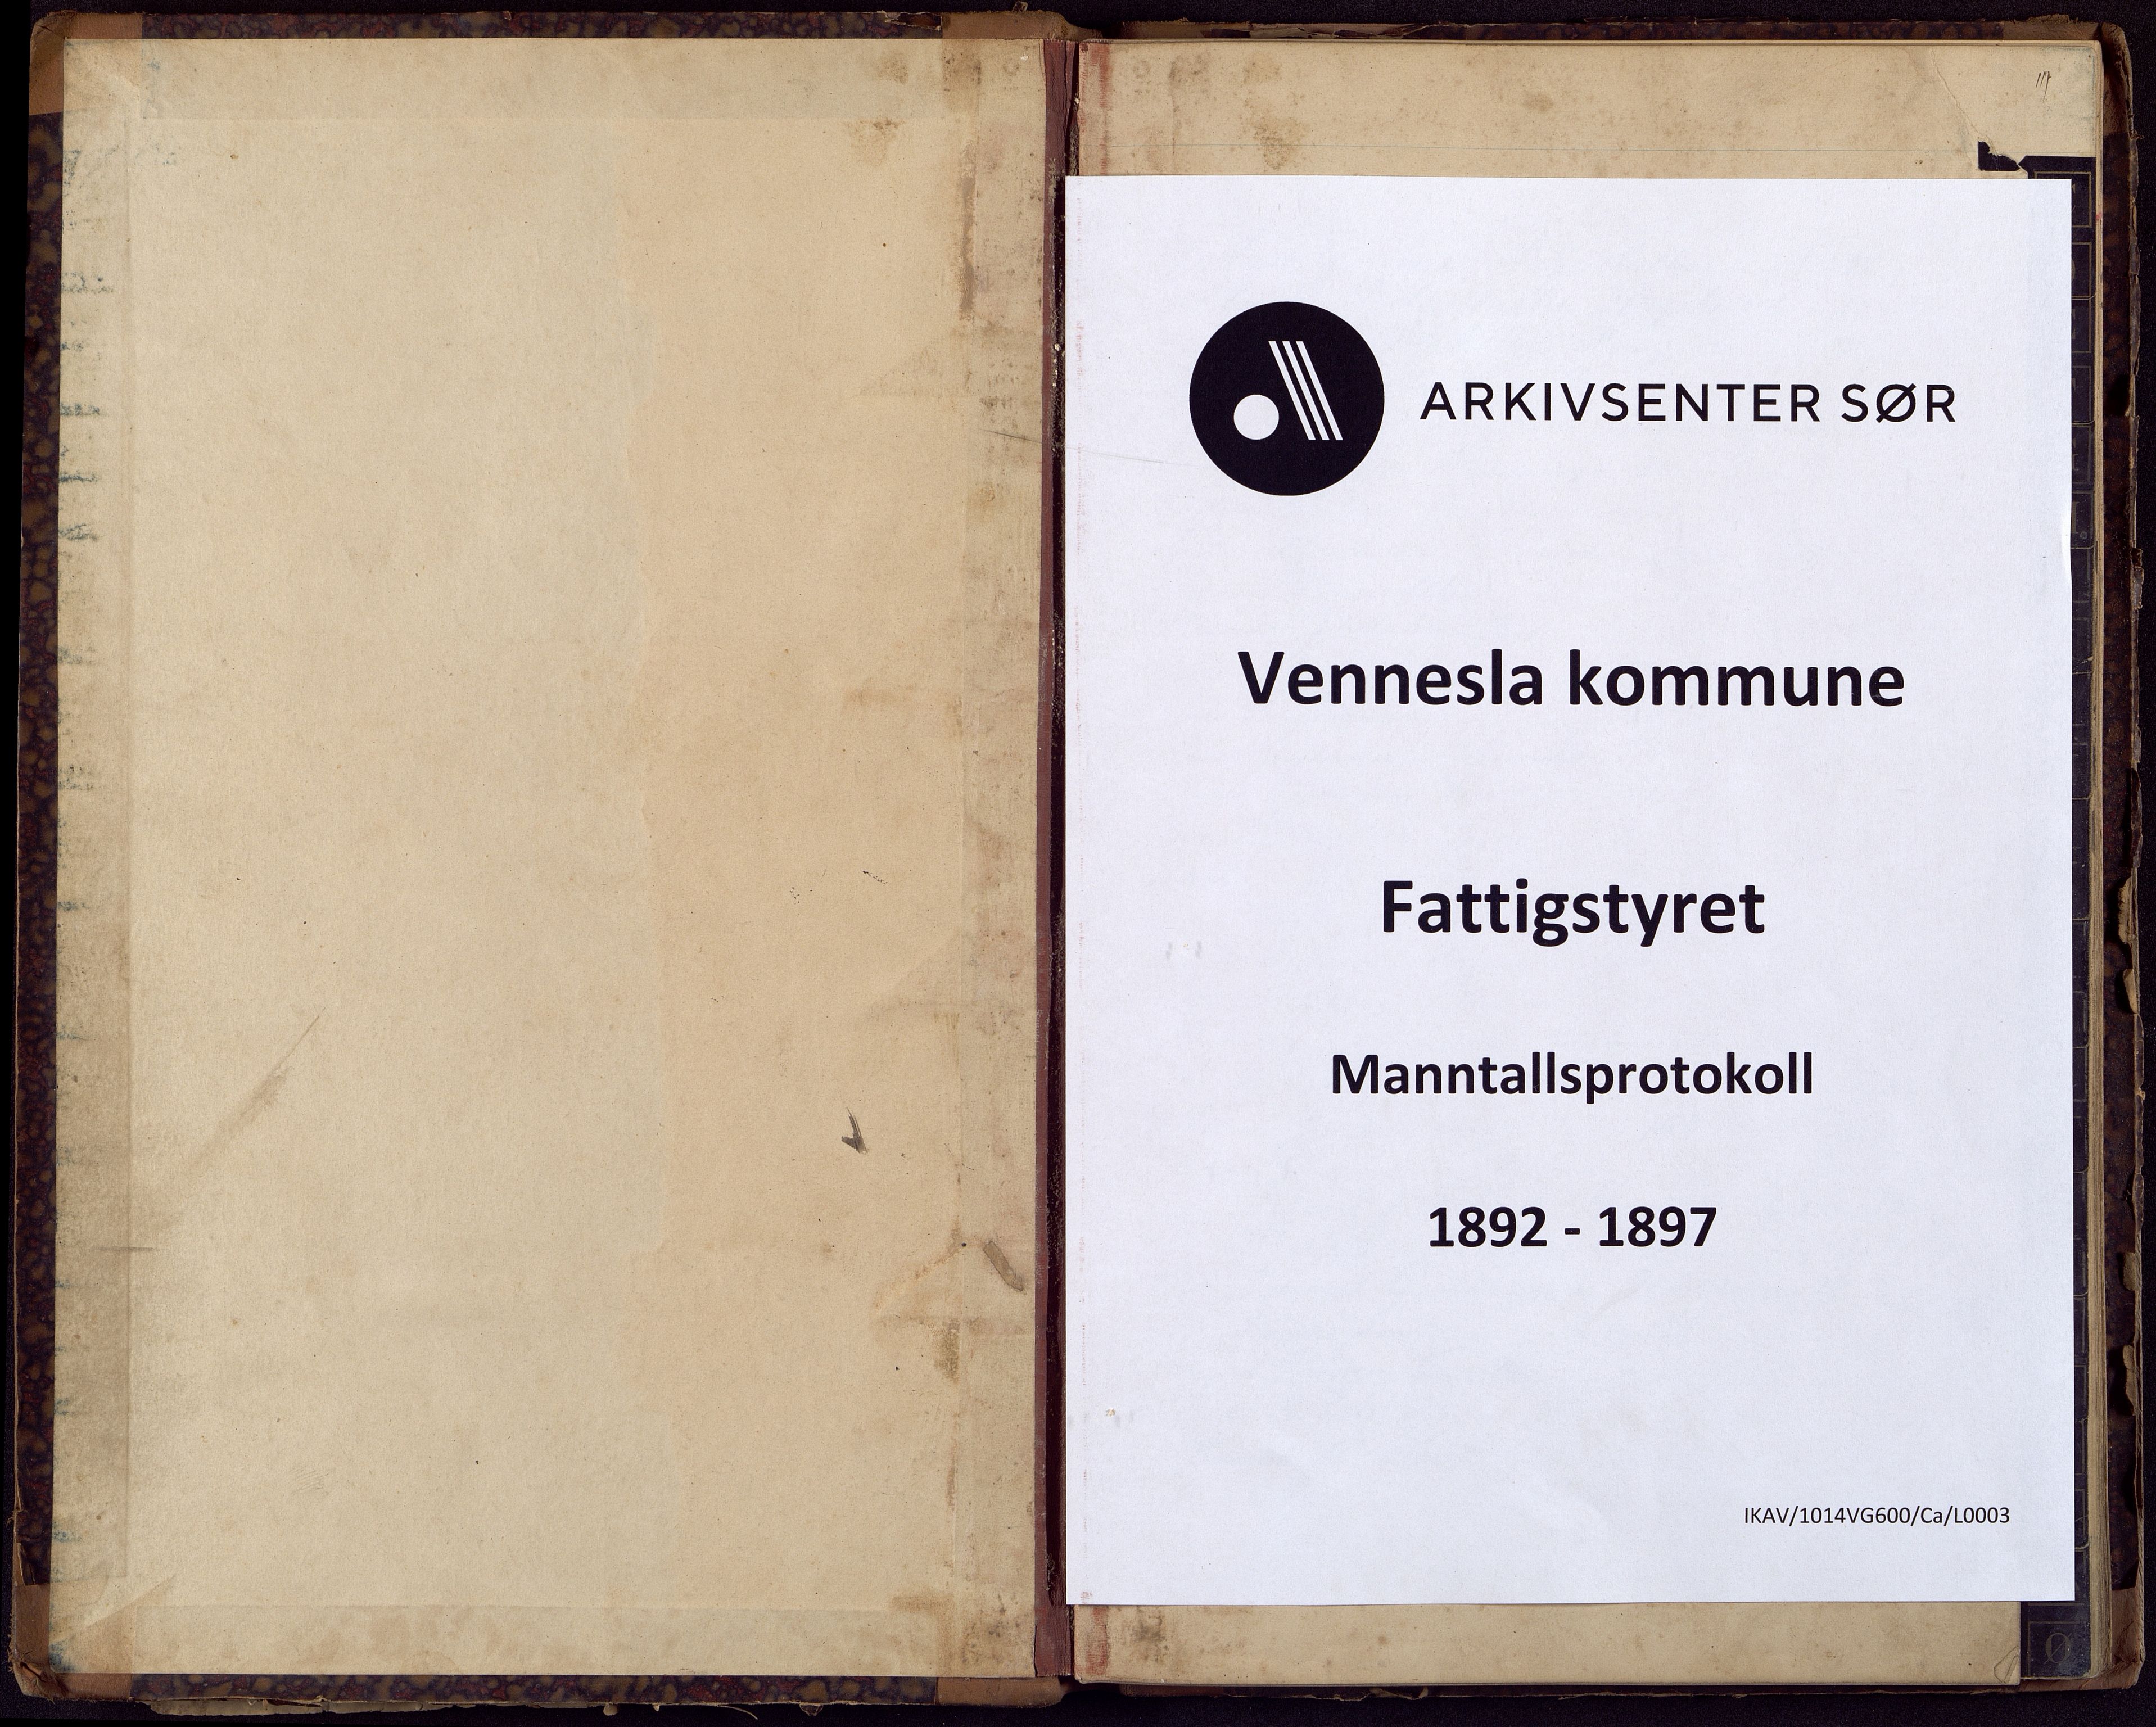 ARKIVSENTER SØR
Vennesla kommune
Fattigstyret
Manntallsprotokoll
1892 - 1897
IKAV/1014VG600/Ca/L0003
Ø